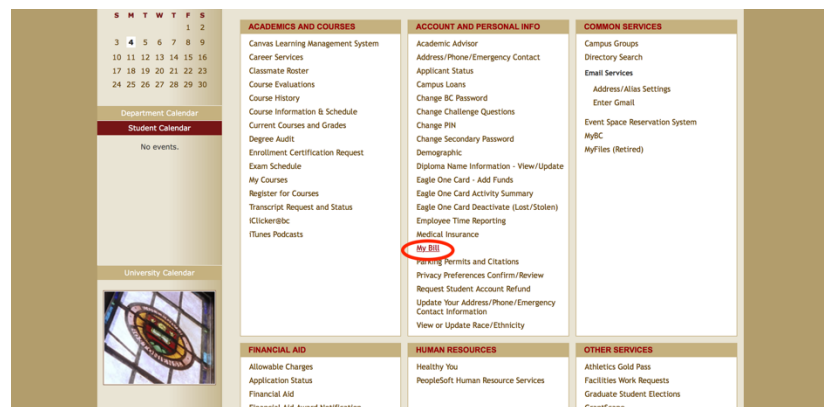 S M T W T F S
1 2
3 4 5 6 7 8 9
10 11 12 13 14 15 16
17 18 19 20 21 22 23
24 25 26 27 28 29 30
Department Calendar
Student Calendar
No events.
University Calendar
ACADEMICS AND COURSES
Canvas Learning Management System
Career Services
Classmate Roster
Course Evaluations
Course History
Course Information & Schedule
Current Courses and Grades
Degree Audit
Enrollment Certification Request
Exam Schedule
My Courses
Register for Courses
Transcript Request and Status
iClicker@bc
iTunes Podcasts
ACCOUNT AND PERSONAL INFO
Academic Advisor
Address/Phone/Emergency Contact
Applicant Status
Campus Loans
Change BC Password
Change Challenge Questions
Change PIN
Change Secondary Password
Demographic
Diploma Name Information - View/Update
Eagle One Card - Add Funds
Eagle One Card Activity Summary
Eagle One Card Deactivate (Lost/Stolen)
Employee Time Reporting
Medical Insurance
My Bill
Parking Permits and Citations
Privacy Preferences Confirm/Review
Request Student Account Refund
Update Your Address/Phone/Emergency
Contact Information
View or Update Race/Ethnicity
COMMON SERVICES
Campus Groups
Directory Search
Email Services
Address/Alias Settings
Enter Gmail
Event Space Reservation System
MyBC
MyFiles (Retired)
FINANCIAL AID
Allowable Charges
Application Status
Financial Aid
Financial Aid Award Notification
HUMAN RESOURCES
Healthy You
PeopleSoft Human Resource Services
OTHER SERVICES
Athletics Gold Pass
Facilities Work Requests
Graduate Student Elections